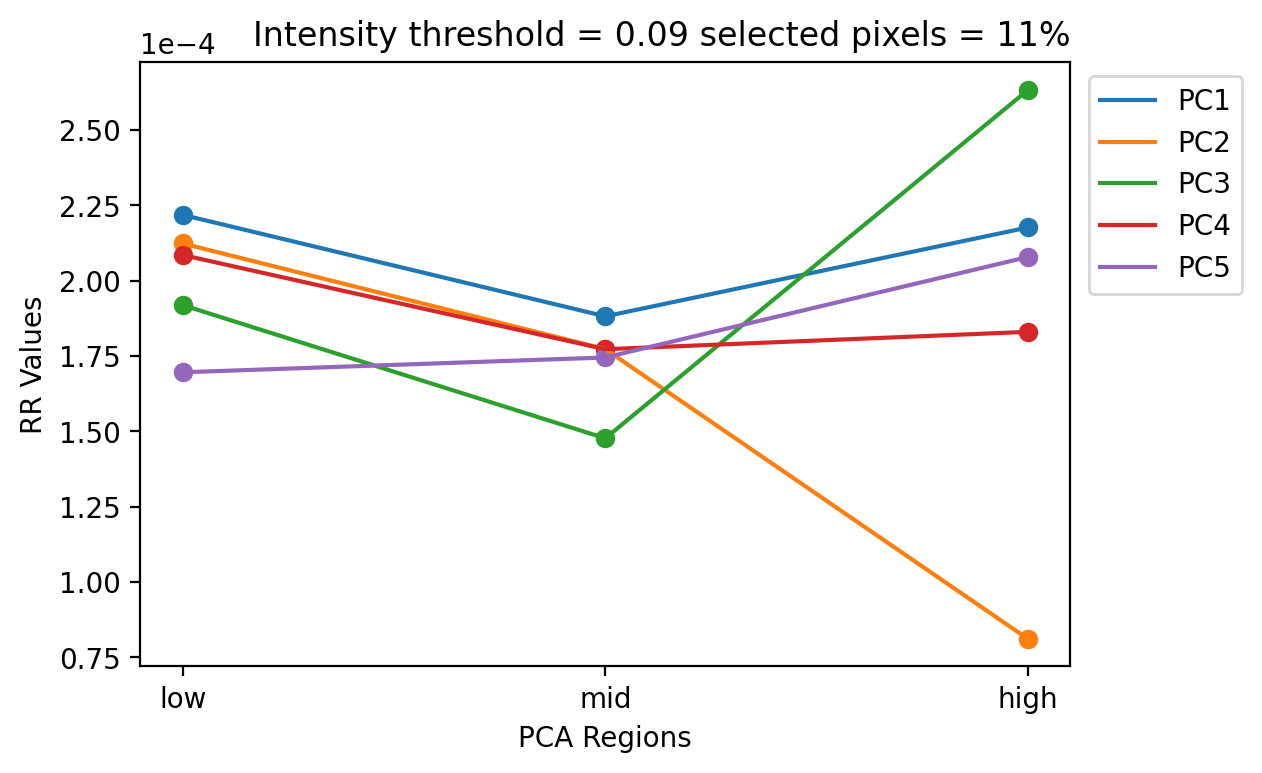 1e−4
Intensity threshold = 0.09 selected pixels = 11%
2.50
2.25
2.00
1.75
1.50
1.25
1.00
0.75
RR Values
low
mid
high
PCA Regions
PC1
PC2
PC3
PC4
PC5